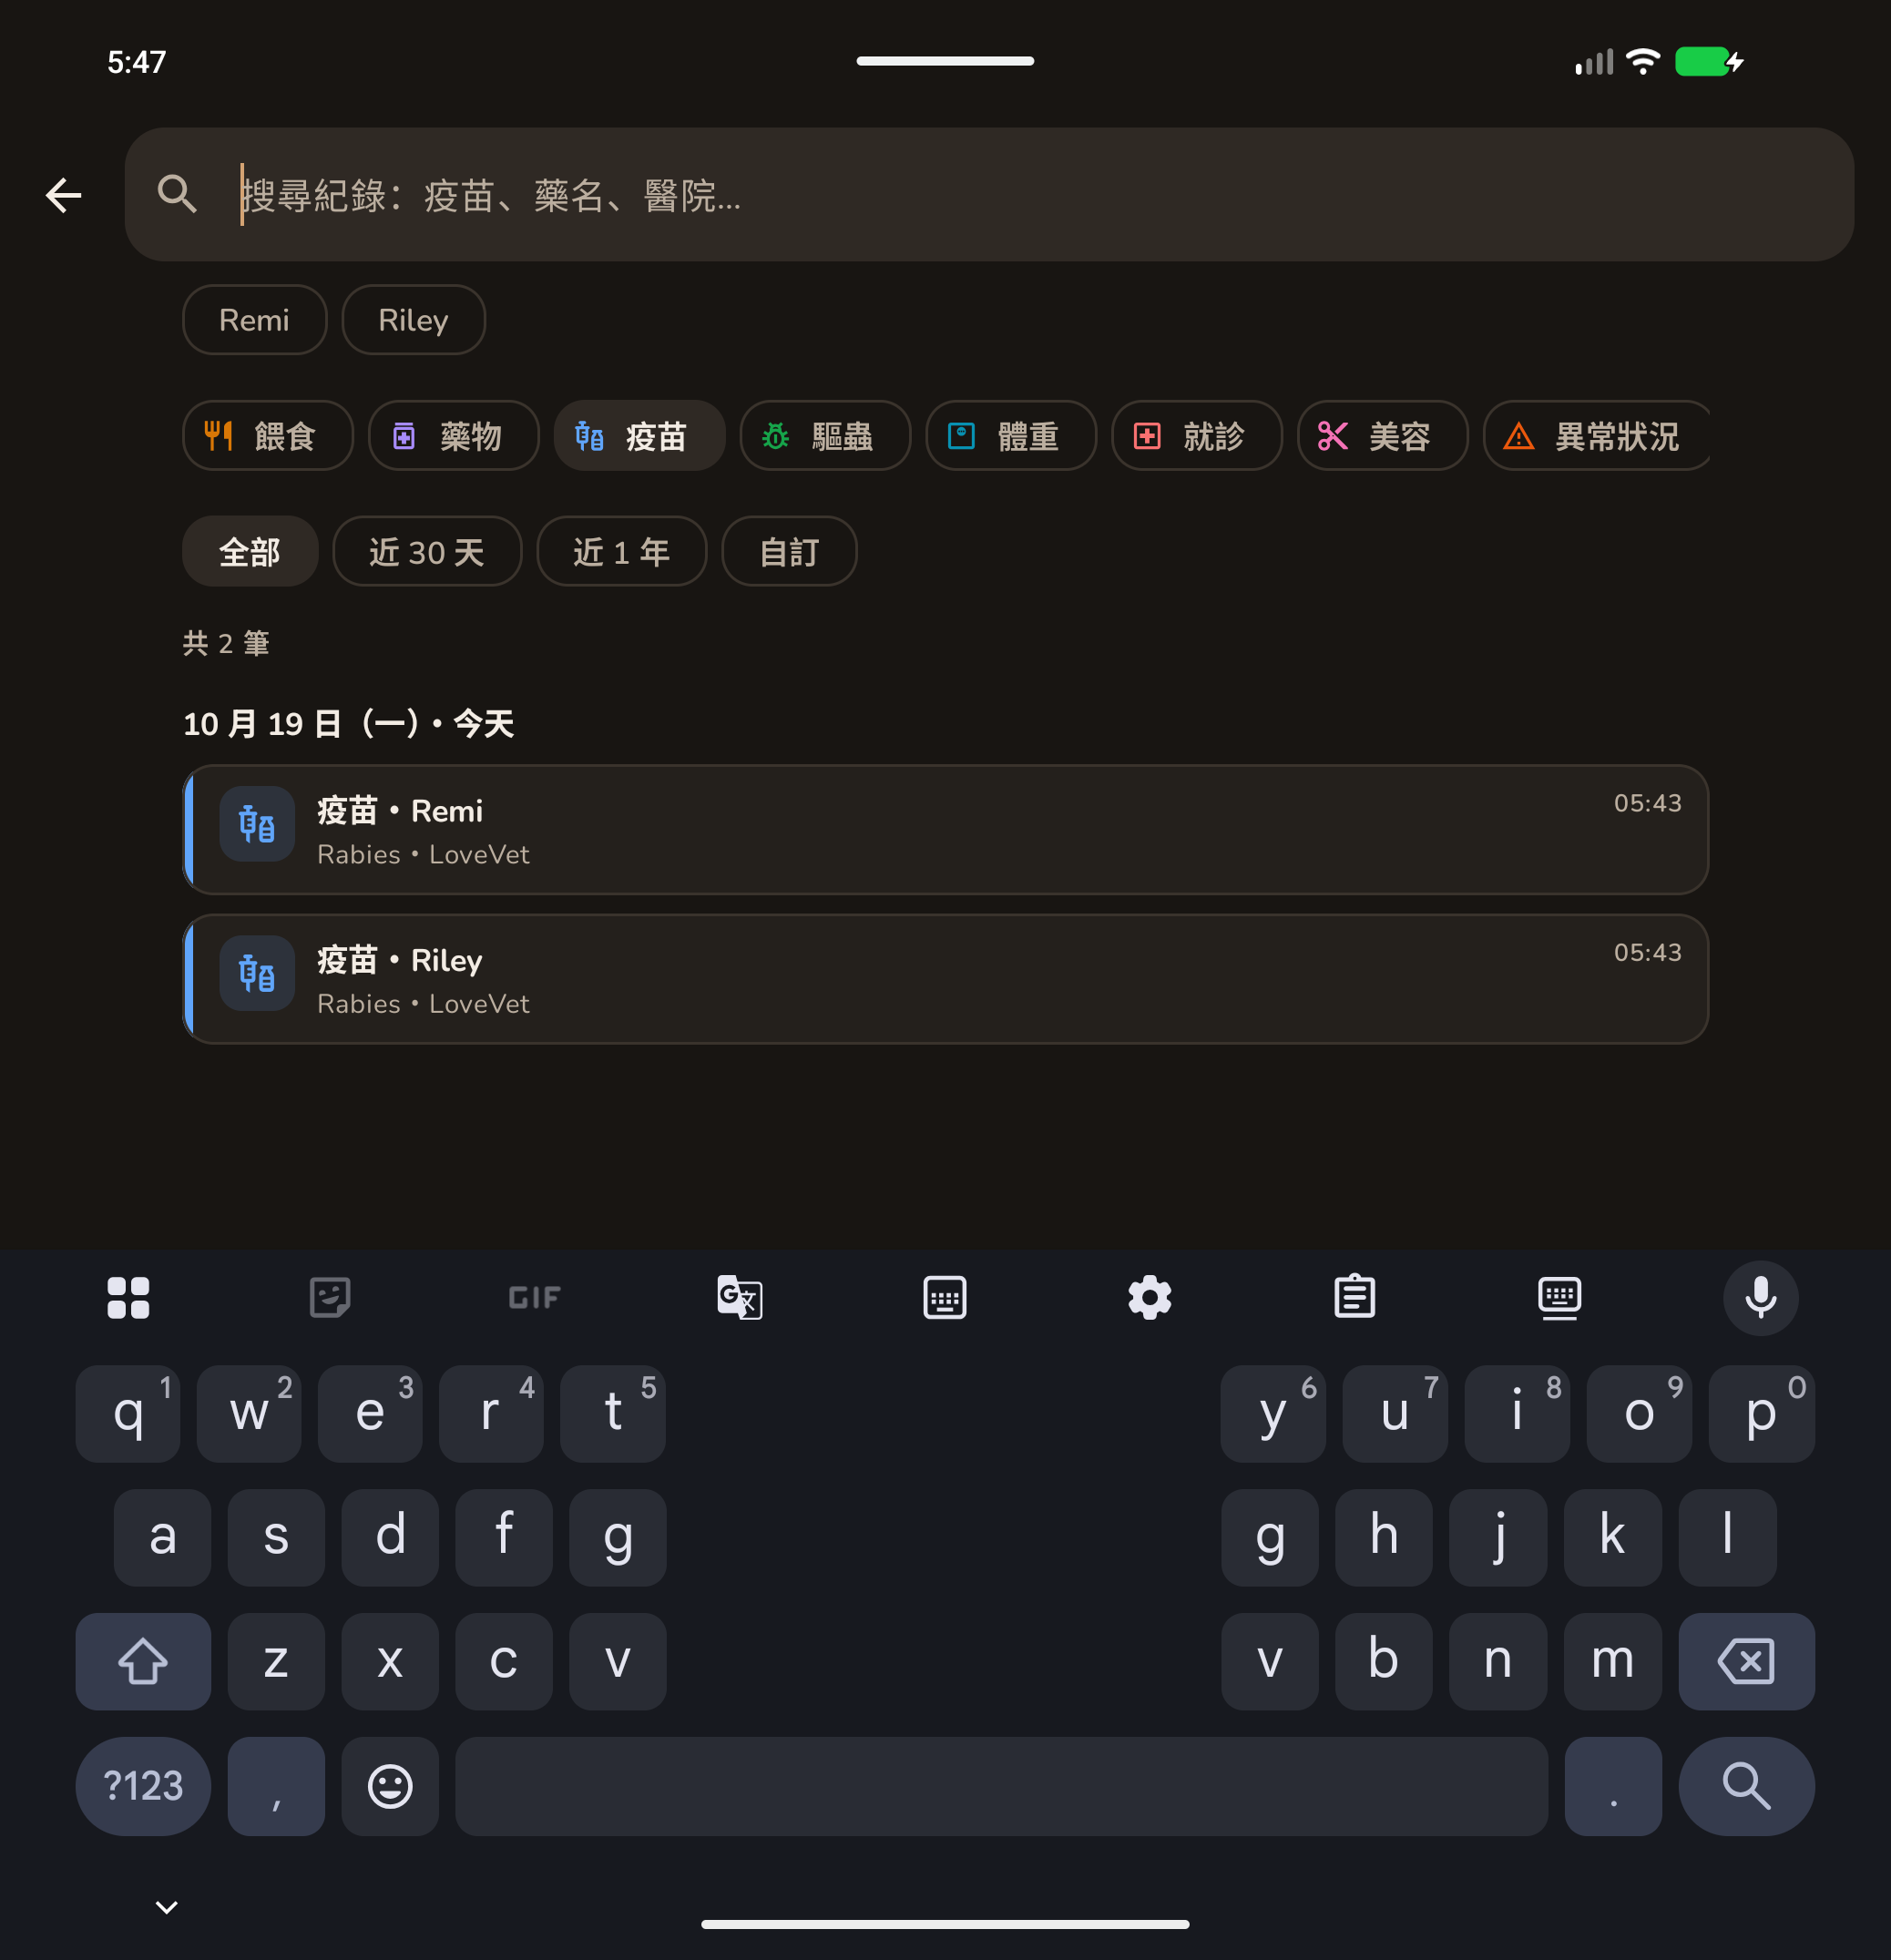 5:47
搜尋紀錄：疫苗、藥名、醫院...
Remi Riley
餵食 藥物 疫苗 驅蟲 體重 就診 美容 異常狀況
全部 近 30 天 近 1 年 自訂
共 2 筆
10 月 19 日（一）• 今天
疫苗 • Remi 05:43
Rabies • LoveVet
疫苗 • Riley 05:43
Rabies • LoveVet
GIF
q 1 w 2 e 3 r 4 t 5 y 6 u 7 i 8 o 9 p 0
a s d f g g h j k l
z x c v v b n m
?123 , .